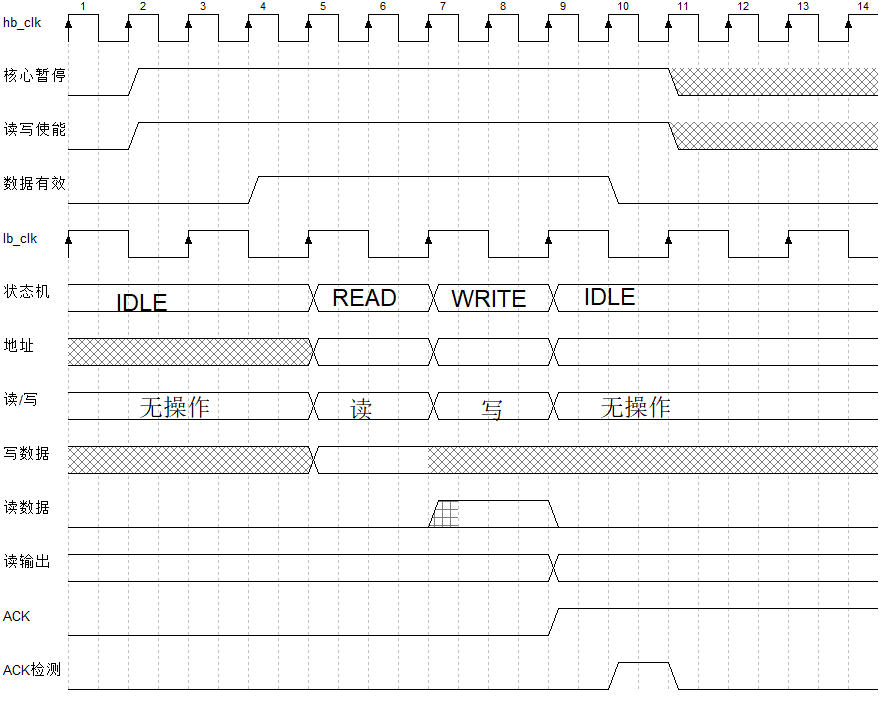 1 2 3 4 5 6 7 8 9 10 11 12 13 14
hb_clk
核心暂停
读写使能
数据有效
lb_clk
状态机 IDLE READ WRITE IDLE
地址
读/写 无操作 读 写 无操作
写数据
读数据
读输出
ACK
ACK检测